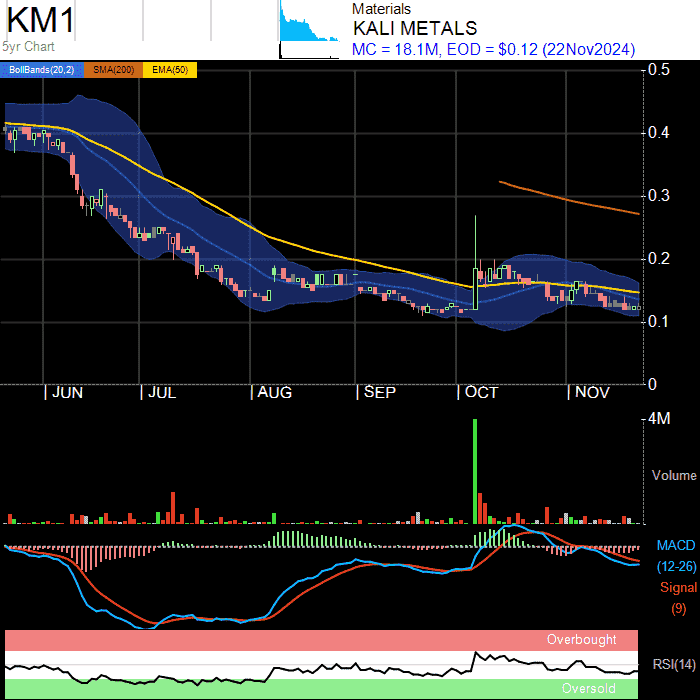 KM1
5yr Chart
Materials
KALI METALS
MC = 18.1M, EOD = $0.12 (22Nov2024)
BollBands(20,2) SMA(200) EMA(50)
0.5
0.4
0.3
0.2
0.1
0
JUN JUL AUG SEP OCT NOV
4M
Volume
MACD
(12-26)
Signal
(9)
Overbought
RSI(14)
Oversold